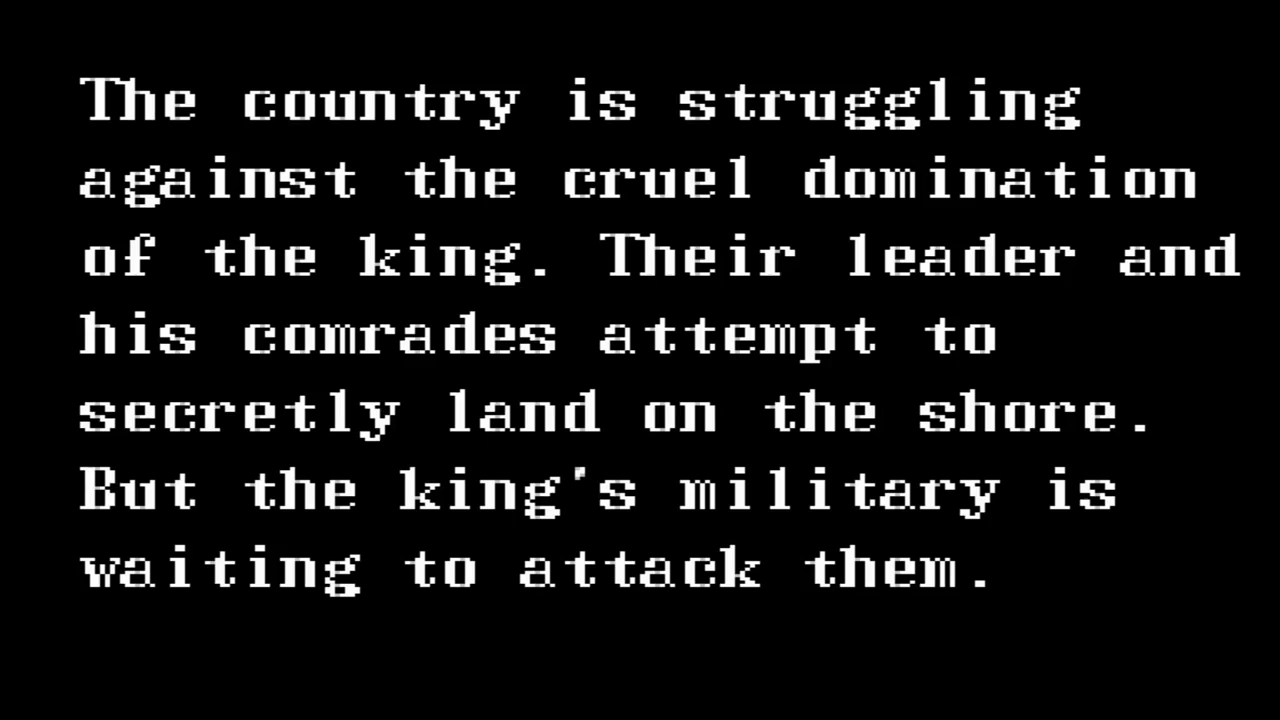 The country is struggling
against the cruel domination
of the king. Their leader and
his comrades attempt to
secretly land on the shore.
But the king's military is
waiting to attack them.